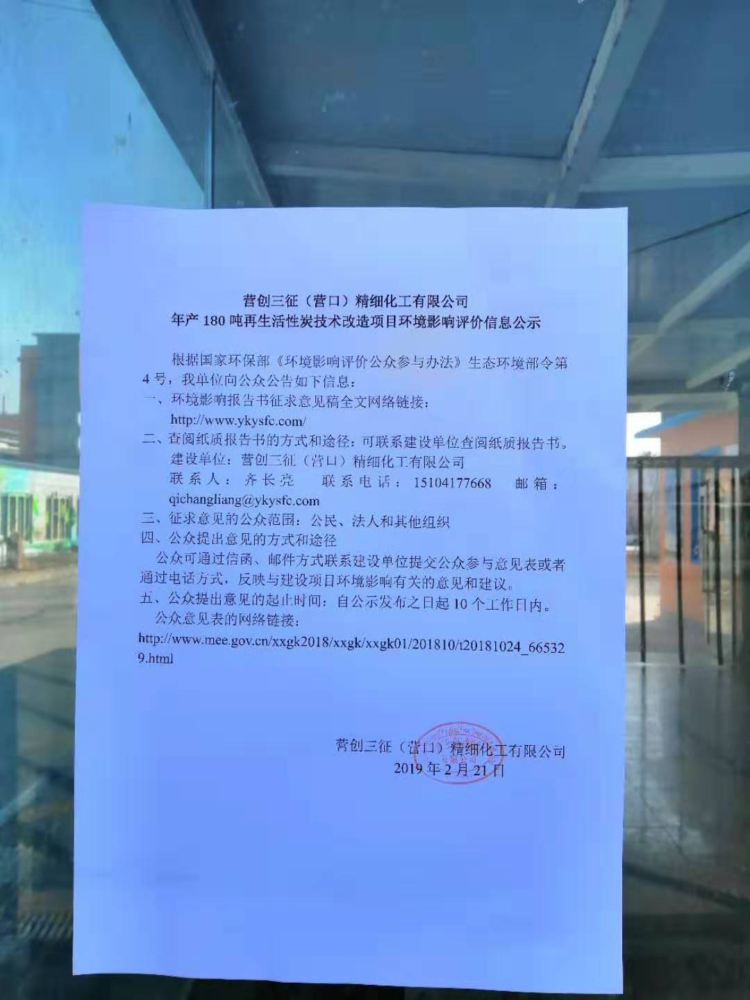 营创三征（营口）精细化工有限公司
年产 180 吨再生活性炭技术改造项目环境影响评价信息公示
根据国家环保部《环境影响评价公众参与办法》生态环境部令第
4 号，我单位向公众公告如下信息：
一、环境影响报告书征求意见稿全文网络链接：
http://www.ykysfc.com/
二、查阅纸质报告书的方式和途径：可联系建设单位查阅纸质报告书。
建设单位：营创三征（营口）精细化工有限公司
联系人：齐长亮 联系电话：15104177668 邮箱：
qichangliang@ykysfc.com
三、征求意见的公众范围：公民、法人和其他组织
四、公众提出意见的方式和途径
公众可通过信函、邮件方式联系建设单位提交公众参与意见表或者
通过电话方式，反映与建设项目环境影响有关的意见和建议。
五、公众提出意见的起止时间：自公示发布之日起 10 个工作日内。
公众意见表的网络链接：
http://www.mee.gov.cn/xxgk2018/xxgk/xxgk01/201810/t20181024_66532
9.html
营创三征（营口）精细化工有限公司
2019 年 2 月 21 日